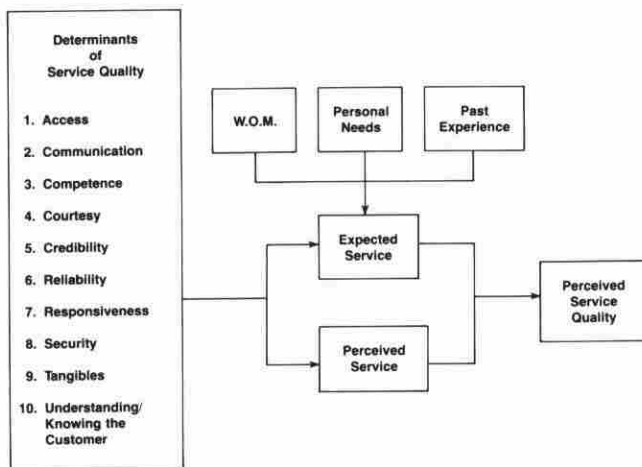 Determinants
of
Service Quality
1. Access
2. Communication
3. Competence
4. Courtesy
5. Credibility
6. Reliability
7. Responsiveness
8. Security
9. Tangibles
10. Understanding/
Knowing the
Customer
W.O.M.
Personal
Needs
Past
Experience
Expected
Service
Perceived Service
Perceived
Service
Quality